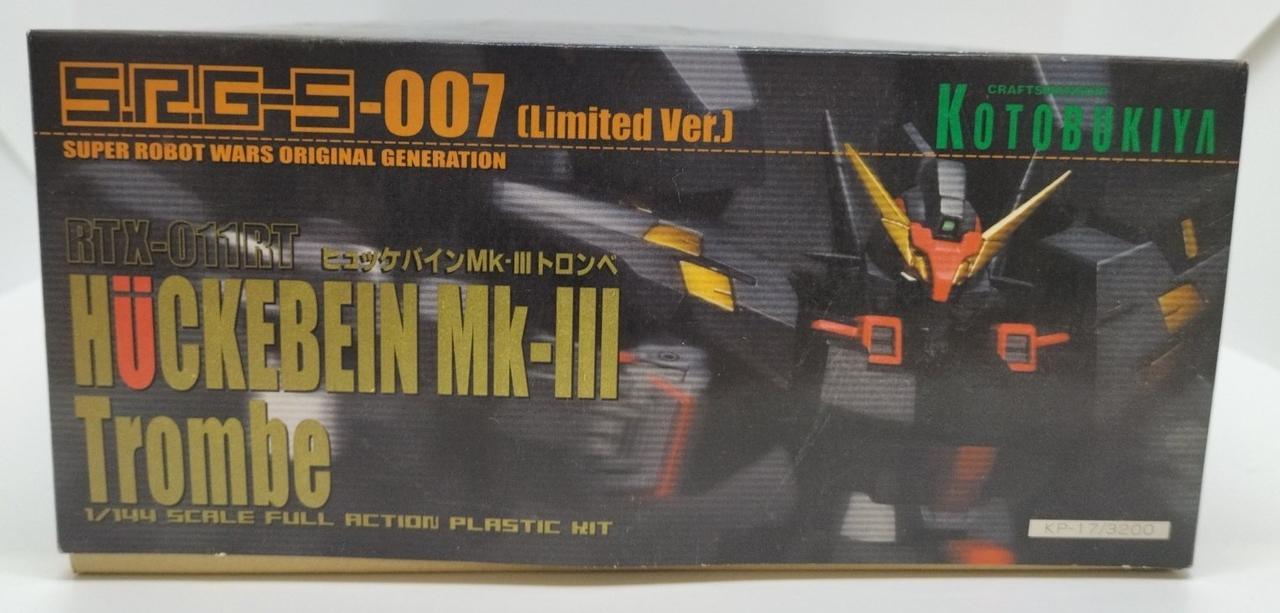 S.R.G-S-007 (Limited Ver.)
SUPER ROBOT WARS ORIGINAL GENERATION
CRAFTSMANSHIP
KOTOBUKIYA
RTX-011RT ヒュッケバインMk-IIIトロンベ
HÜCKEBEIN Mk-III
Trombe
1/144 SCALE FULL ACTION PLASTIC KIT
KP-17/3200